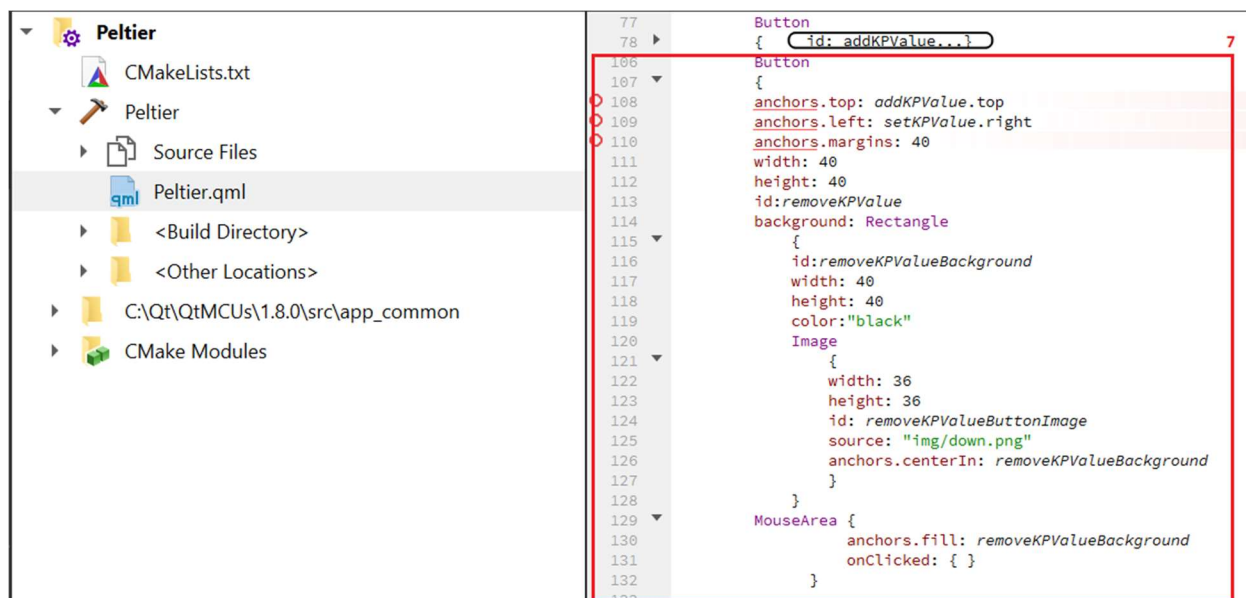 Peltier
CMakeLists.txt
Peltier
Source Files
Peltier.qml
<Build Directory>
<Other Locations>
C:\Qt\QtMCUs\1.8.0\src\app_common
CMake Modules
77 Button
78 { id: addKPValue...}
7
106 Button
107 {
108 anchors.top: addKPValue.top
109 anchors.left: setKPValue.right
110 anchors.margins: 40
111 width: 40
112 height: 40
113 id:removeKPValue
114 background: Rectangle
115 {
116 id:removeKPValueBackground
117 width: 40
118 height: 40
119 color:"black"
120 Image
121 {
122 width: 36
123 height: 36
124 id: removeKPValueButtonImage
125 source: "img/down.png"
126 anchors.centerIn: removeKPValueBackground
127 }
128 }
129 MouseArea {
130 anchors.fill: removeKPValueBackground
131 onClicked: { }
132 }